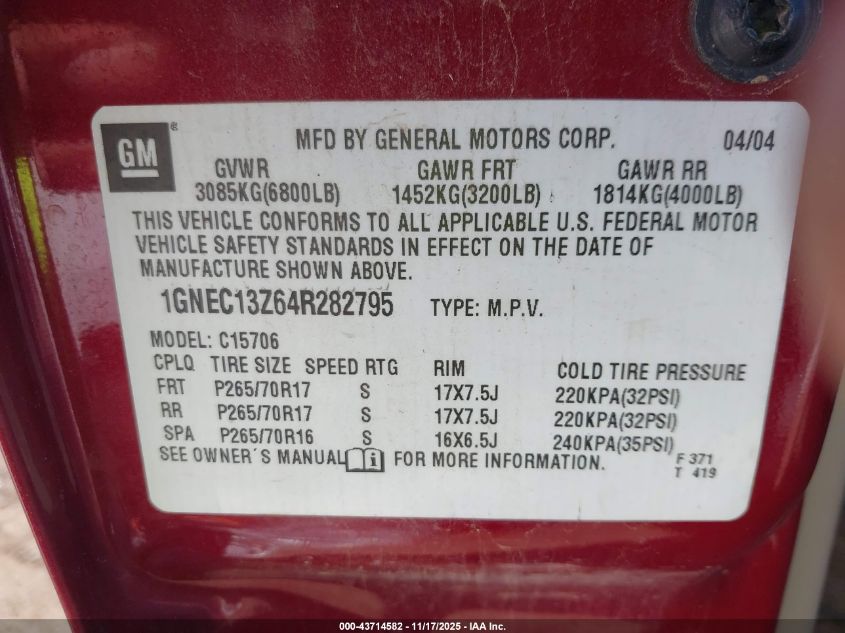 GM ®
MFD BY GENERAL MOTORS CORP. 04/04
GVWR GAWR FRT GAWR RR
3085KG(6800LB) 1452KG(3200LB) 1814KG(4000LB)
THIS VEHICLE CONFORMS TO ALL APPLICABLE U.S. FEDERAL MOTOR
VEHICLE SAFETY STANDARDS IN EFFECT ON THE DATE OF
MANUFACTURE SHOWN ABOVE.
1GNEC13Z64R282795 TYPE: M.P.V.
MODEL: C15706
CPLQ TIRE SIZE SPEED RTG RIM COLD TIRE PRESSURE
FRT P265/70R17 S 17X7.5J 220KPA(32PSI)
RR P265/70R17 S 17X7.5J 220KPA(32PSI)
SPA P265/70R16 S 16X6.5J 240KPA(35PSI)
SEE OWNER´S MANUAL i FOR MORE INFORMATION. F 371
T 419
000-43714582 - 11/17/2025 - IAA Inc.